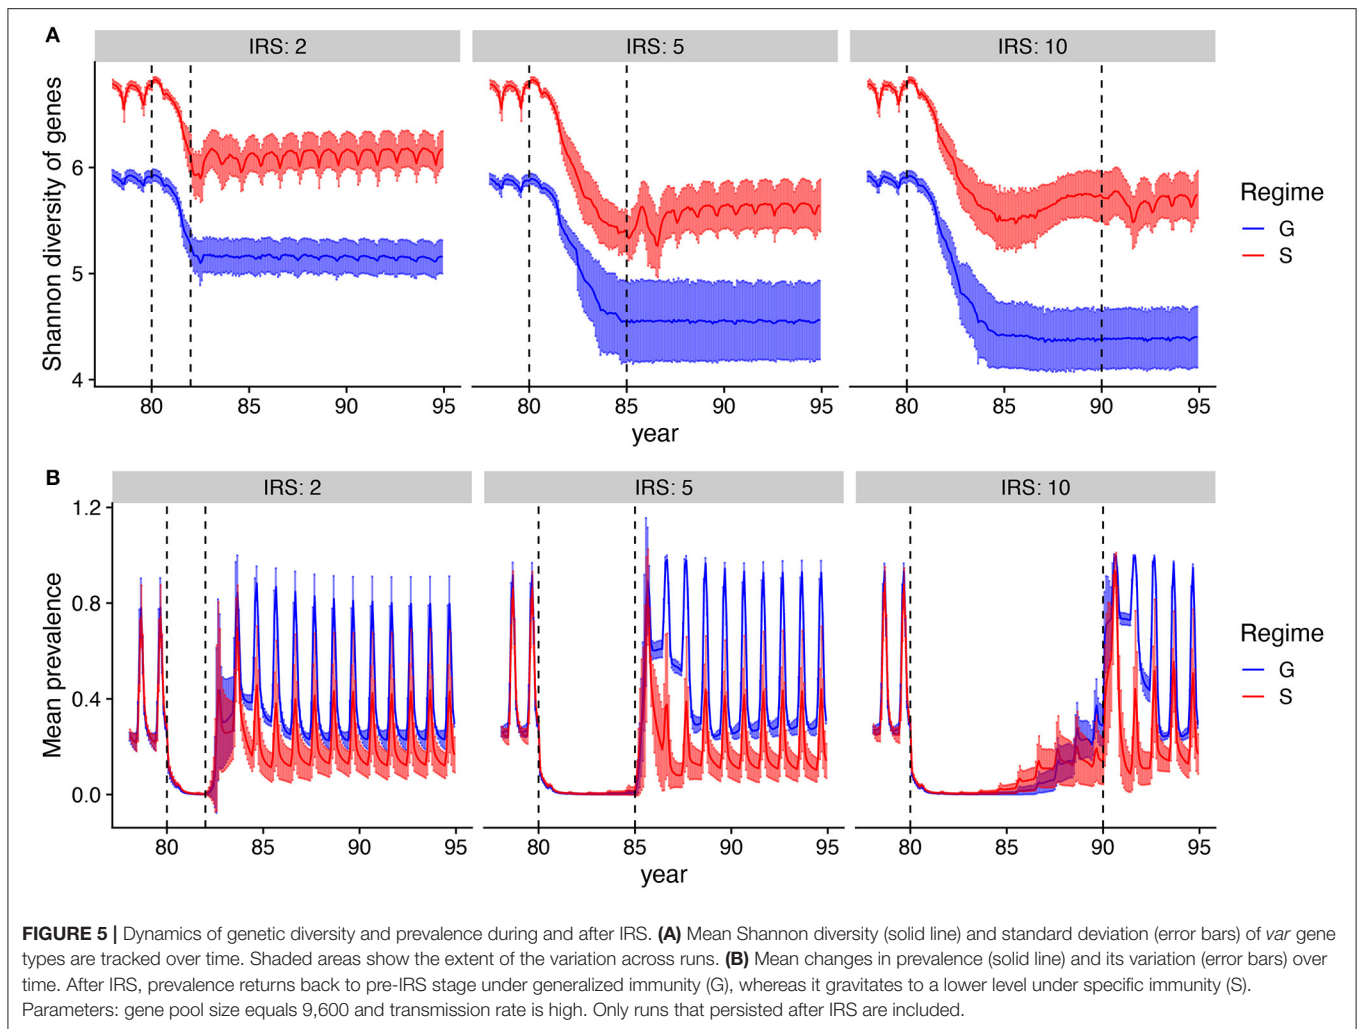 A
IRS: 2
IRS: 5
IRS: 10
Shannon diversity of genes
6
5
4
80
85
90
95
80
85
90
95
80
85
90
95
year
Regime
G
S
B
IRS: 2
IRS: 5
IRS: 10
Mean prevalence
1.2
0.8
0.4
0.0
80
85
90
95
80
85
90
95
80
85
90
95
year
Regime
G
S
FIGURE 5 | Dynamics of genetic diversity and prevalence during and after IRS. (A) Mean Shannon diversity (solid line) and standard deviation (error bars) of var gene
types are tracked over time. Shaded areas show the extent of the variation across runs. (B) Mean changes in prevalence (solid line) and its variation (error bars) over
time. After IRS, prevalence returns back to pre-IRS stage under generalized immunity (G), whereas it gravitates to a lower level under specific immunity (S).
Parameters: gene pool size equals 9,600 and transmission rate is high. Only runs that persisted after IRS are included.